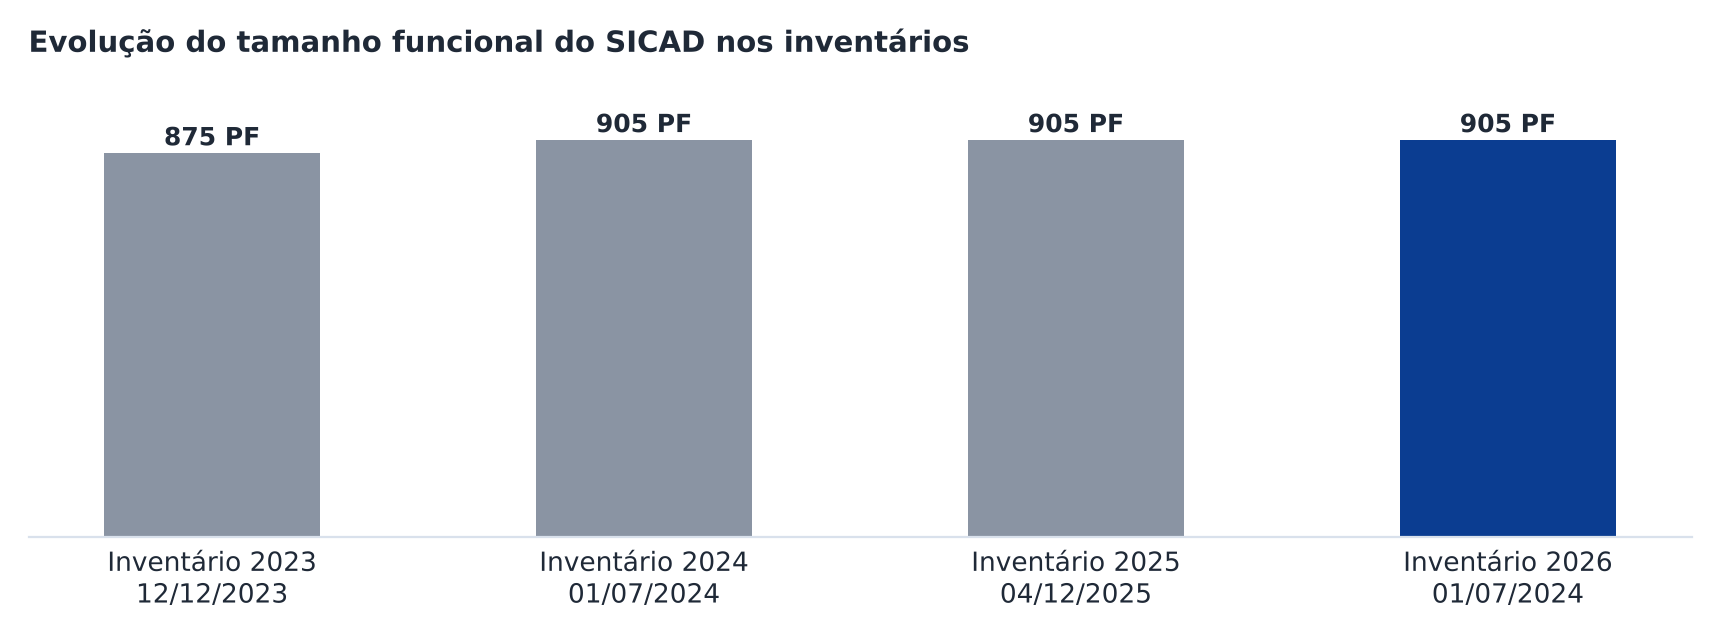 Evolução do tamanho funcional do SICAD nos inventários
875 PF
905 PF
905 PF
905 PF
Inventário 2023
12/12/2023
Inventário 2024
01/07/2024
Inventário 2025
04/12/2025
Inventário 2026
01/07/2024